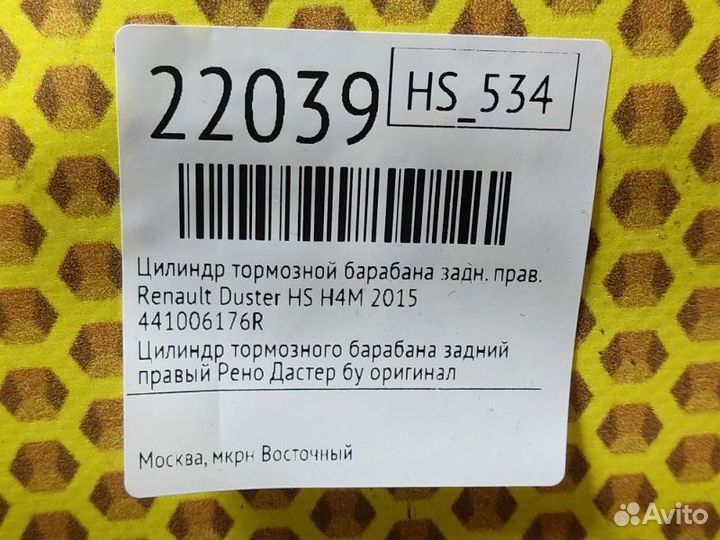 22039
HS_534
Цилиндр тормозной барабана задн. прав.
Renault Duster HS H4M 2015
441006176R
Цилиндр тормозного барабана задний
правый Рено Дастер бу оригинал
Москва, мкрн Восточный
Avito